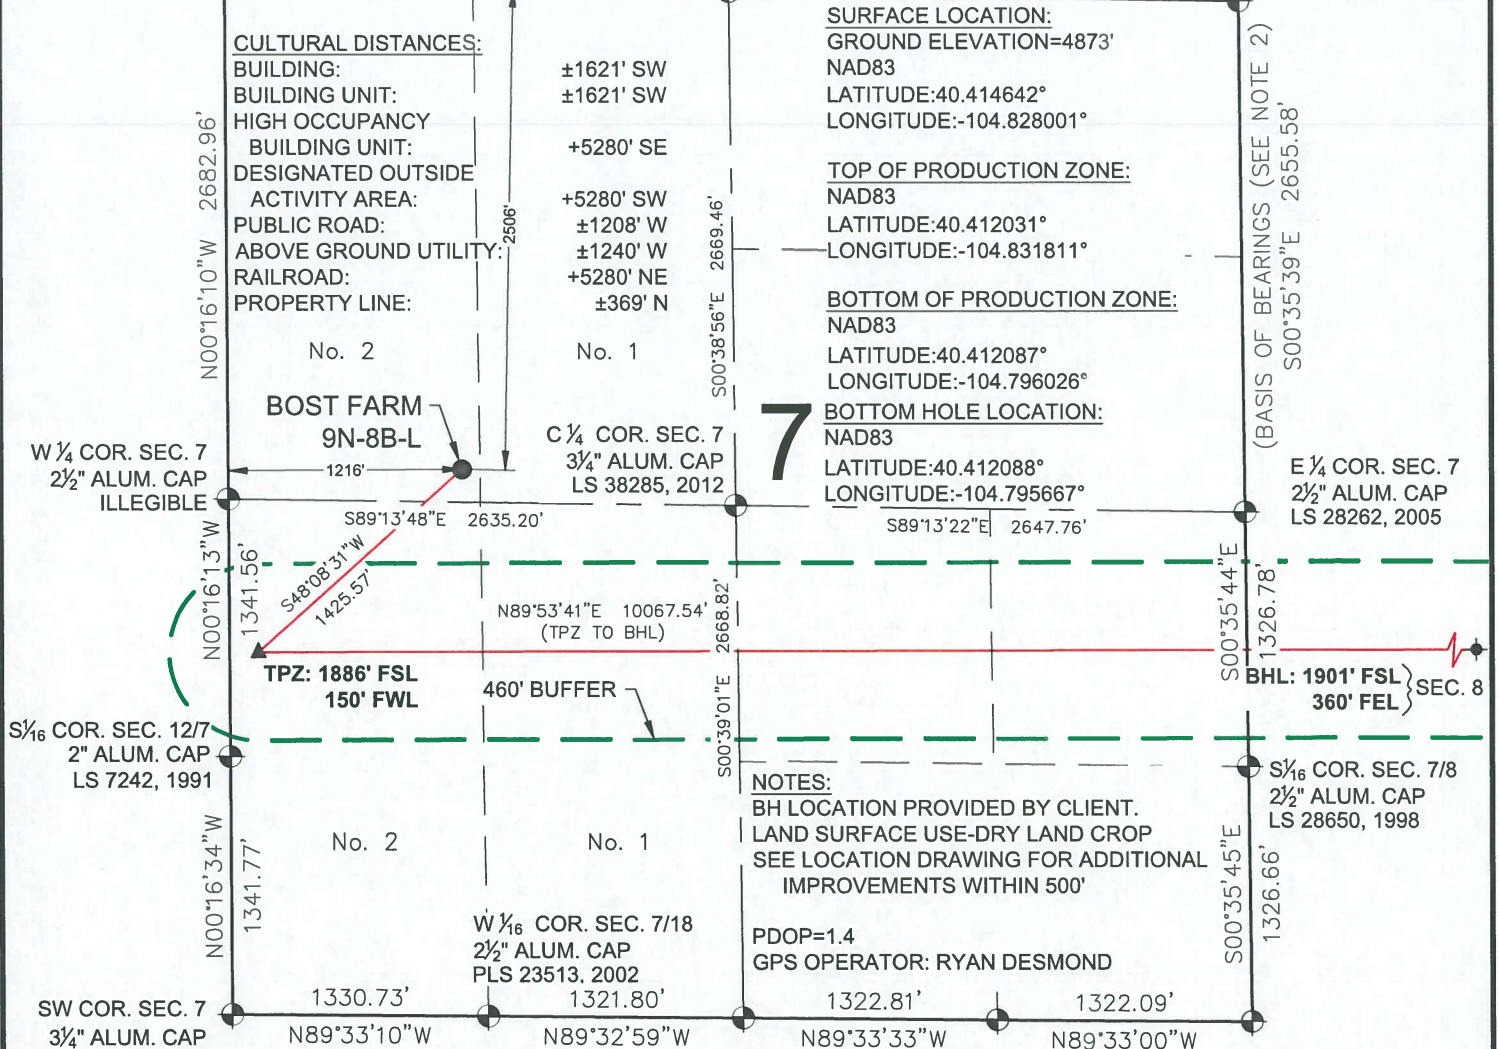 CULTURAL DISTANCES:
BUILDING: ±1621' SW
BUILDING UNIT: ±1621' SW
HIGH OCCUPANCY
BUILDING UNIT: +5280' SE
DESIGNATED OUTSIDE
ACTIVITY AREA: +5280' SW
PUBLIC ROAD: ±1208' W
ABOVE GROUND UTILITY: ±1240' W
RAILROAD: +5280' NE
PROPERTY LINE: ±369' N
SURFACE LOCATION:
GROUND ELEVATION=4873'
NAD83
LATITUDE:40.414642°
LONGITUDE:-104.828001°
TOP OF PRODUCTION ZONE:
NAD83
LATITUDE:40.412031°
LONGITUDE:-104.831811°
BOTTOM OF PRODUCTION ZONE:
NAD83
LATITUDE:40.412087°
LONGITUDE:-104.796026°
BOTTOM HOLE LOCATION:
NAD83
LATITUDE:40.412088°
LONGITUDE:-104.795667°
N00°16'10"W 2682.96'
2506'
S00°38'56"E 2669.46'
(BASIS OF BEARINGS (SEE NOTE 2)
S00°35'39"E 2655.58'
No. 2
No. 1
7
BOST FARM
9N-8B-L
1216'
W ¼ COR. SEC. 7
2½" ALUM. CAP
ILLEGIBLE
C ¼ COR. SEC. 7
3¼" ALUM. CAP
LS 38285, 2012
E ¼ COR. SEC. 7
2½" ALUM. CAP
LS 28262, 2005
S89°13'48"E 2635.20'
S89°13'22"E 2647.76'
N00°16'13"W
1341.56'
S48°08'31"W
1425.57'
N89°53'41"E 10067.54'
(TPZ TO BHL)
2668.82'
S00°39'01"E
S00°35'44"E
1326.78'
TPZ: 1886' FSL
150' FWL
460' BUFFER
BHL: 1901' FSL
360' FEL
SEC. 8
S1/16 COR. SEC. 12/7
2" ALUM. CAP
LS 7242, 1991
S1/16 COR. SEC. 7/8
2½" ALUM. CAP
LS 28650, 1998
NOTES:
BH LOCATION PROVIDED BY CLIENT.
LAND SURFACE USE-DRY LAND CROP
SEE LOCATION DRAWING FOR ADDITIONAL
IMPROVEMENTS WITHIN 500'
PDOP=1.4
GPS OPERATOR: RYAN DESMOND
N00°16'34"W
1341.77'
No. 2
No. 1
S00°35'45"E
1326.66'
W 1/16 COR. SEC. 7/18
2½" ALUM. CAP
PLS 23513, 2002
SW COR. SEC. 7
3¼" ALUM. CAP
1330.73'
1321.80'
1322.81'
1322.09'
N89°33'10"W
N89°32'59"W
N89°33'33"W
N89°33'00"W